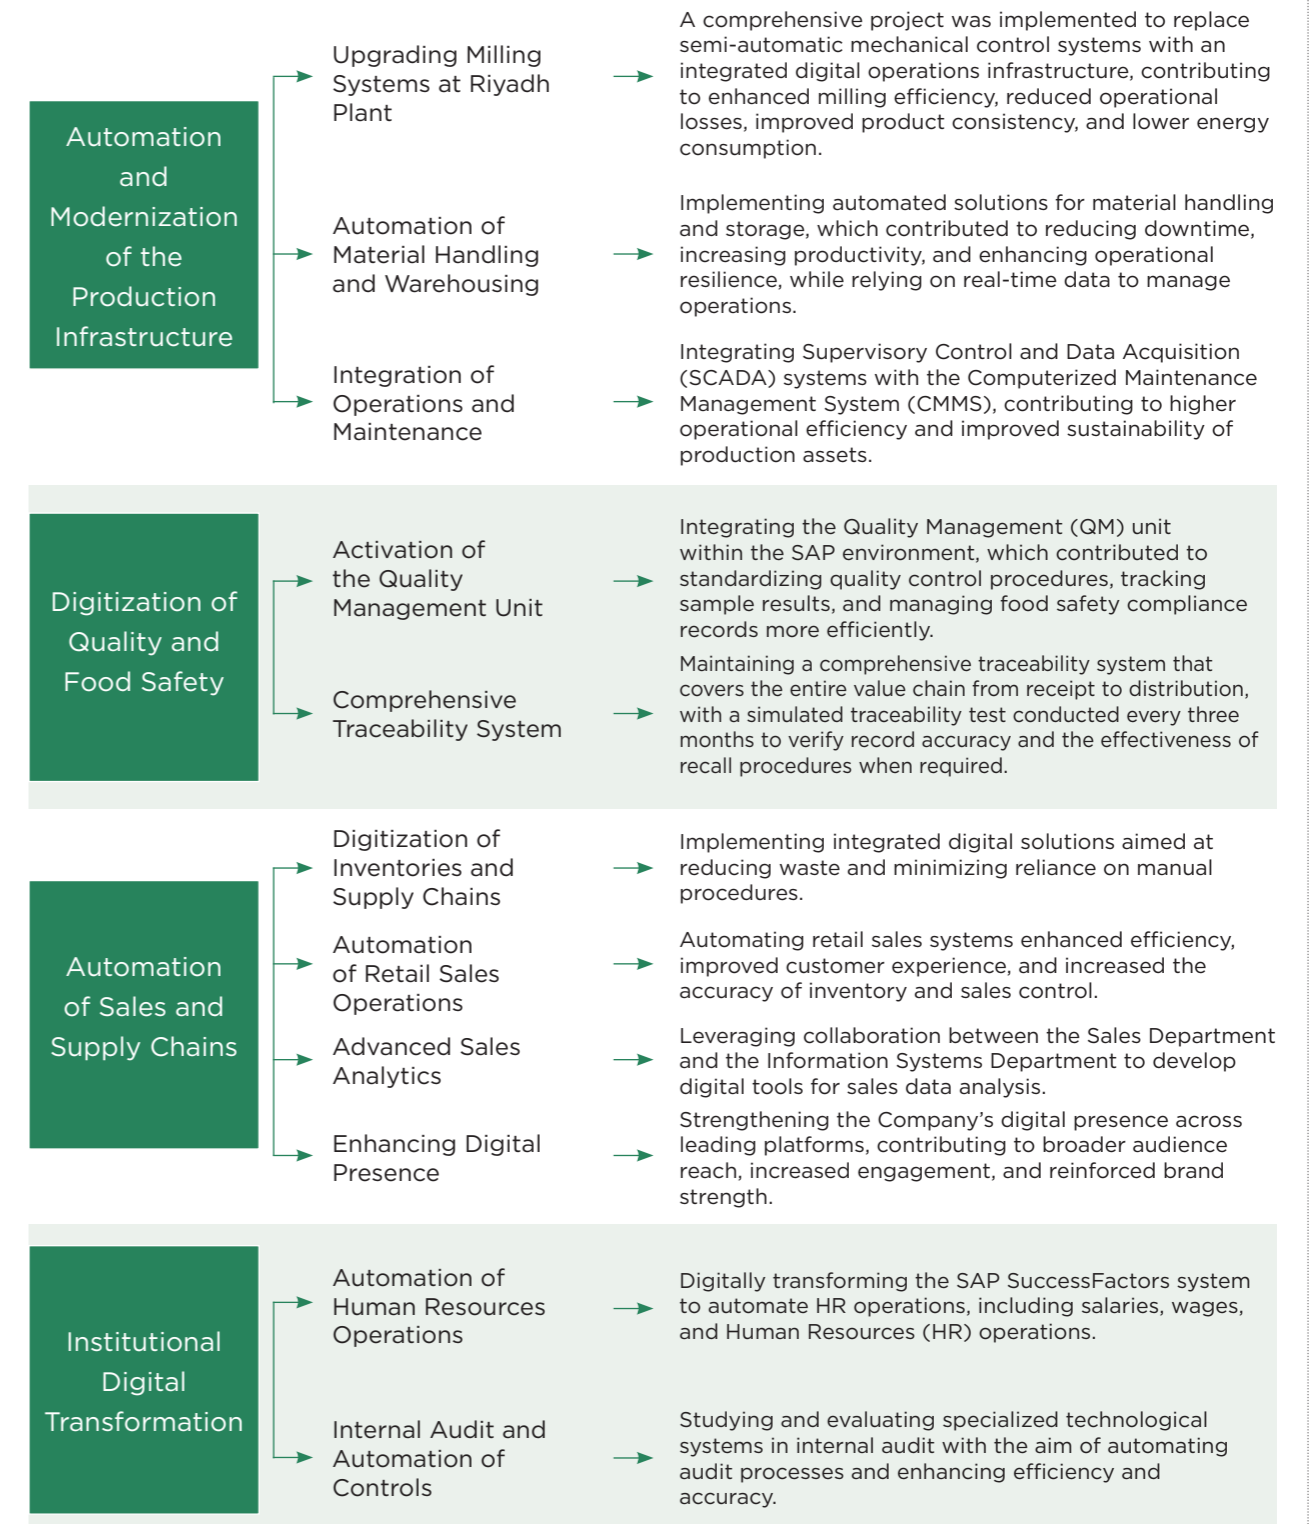 Automation
and
Modernization
of the
Production
Infrastructure
Upgrading Milling
Systems at Riyadh
Plant
A comprehensive project was implemented to replace
semi-automatic mechanical control systems with an
integrated digital operations infrastructure, contributing
to enhanced milling efficiency, reduced operational
losses, improved product consistency, and lower energy
consumption.
Automation of
Material Handling
and Warehousing
Implementing automated solutions for material handling
and storage, which contributed to reducing downtime,
increasing productivity, and enhancing operational
resilience, while relying on real-time data to manage
operations.
Integration of
Operations and
Maintenance
Integrating Supervisory Control and Data Acquisition
(SCADA) systems with the Computerized Maintenance
Management System (CMMS), contributing to higher
operational efficiency and improved sustainability of
production assets.
Digitization of
Quality and
Food Safety
Activation of
the Quality
Management Unit
Integrating the Quality Management (QM) unit
within the SAP environment, which contributed to
standardizing quality control procedures, tracking
sample results, and managing food safety compliance
records more efficiently.
Comprehensive
Traceability System
Maintaining a comprehensive traceability system that
covers the entire value chain from receipt to distribution,
with a simulated traceability test conducted every three
months to verify record accuracy and the effectiveness of
recall procedures when required.
Automation
of Sales and
Supply Chains
Digitization of
Inventories and
Supply Chains
Implementing integrated digital solutions aimed at
reducing waste and minimizing reliance on manual
procedures.
Automation
of Retail Sales
Operations
Automating retail sales systems enhanced efficiency,
improved customer experience, and increased the
accuracy of inventory and sales control.
Advanced Sales
Analytics
Leveraging collaboration between the Sales Department
and the Information Systems Department to develop
digital tools for sales data analysis.
Enhancing Digital
Presence
Strengthening the Company’s digital presence across
leading platforms, contributing to broader audience
reach, increased engagement, and reinforced brand
strength.
Institutional
Digital
Transformation
Automation of
Human Resources
Operations
Digitally transforming the SAP SuccessFactors system
to automate HR operations, including salaries, wages,
and Human Resources (HR) operations.
Internal Audit and
Automation of
Controls
Studying and evaluating specialized technological
systems in internal audit with the aim of automating
audit processes and enhancing efficiency and
accuracy.